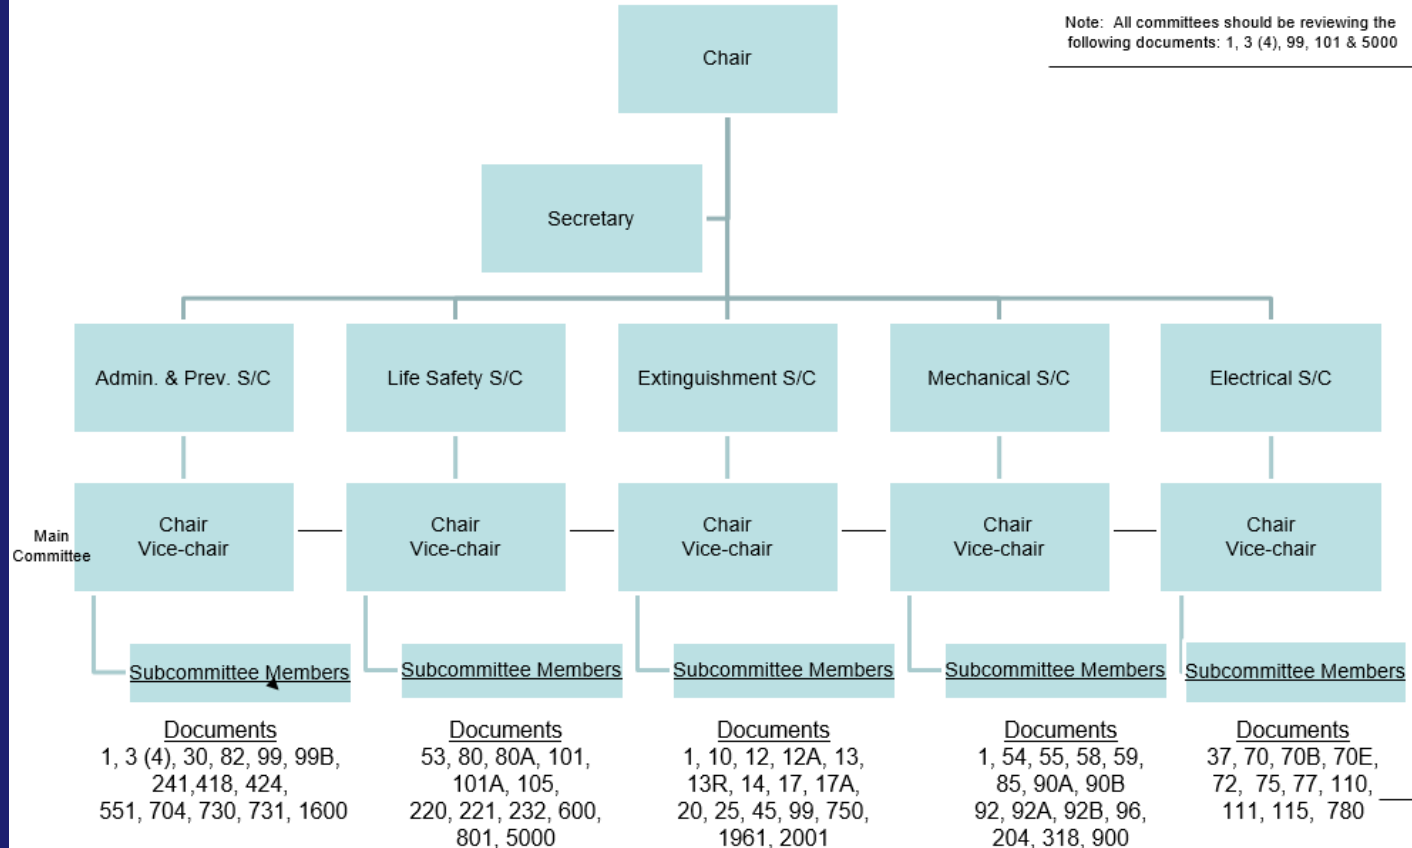 Note: All committees should be reviewing the
following documents: 1, 3 (4), 99, 101 & 5000
Chair
Secretary
Admin. & Prev. S/C
Life Safety S/C
Extinguishment S/C
Mechanical S/C
Electrical S/C
Main
Committee
Chair
Vice-chair
Chair
Vice-chair
Chair
Vice-chair
Chair
Vice-chair
Chair
Vice-chair
Subcommittee Members
Subcommittee Members
Subcommittee Members
Subcommittee Members
Subcommittee Members
Documents
1, 3 (4), 30, 82, 99, 99B,
241,418, 424,
551, 704, 730, 731, 1600
Documents
53, 80, 80A, 101,
101A, 105,
220, 221, 232, 600,
801, 5000
Documents
1, 10, 12, 12A, 13,
13R, 14, 17, 17A,
20, 25, 45, 99, 750,
1961, 2001
Documents
1, 54, 55, 58, 59,
85, 90A, 90B
92, 92A, 92B, 96,
204, 318, 900
Documents
37, 70, 70B, 70E,
72, 75, 77, 110,
111, 115, 780